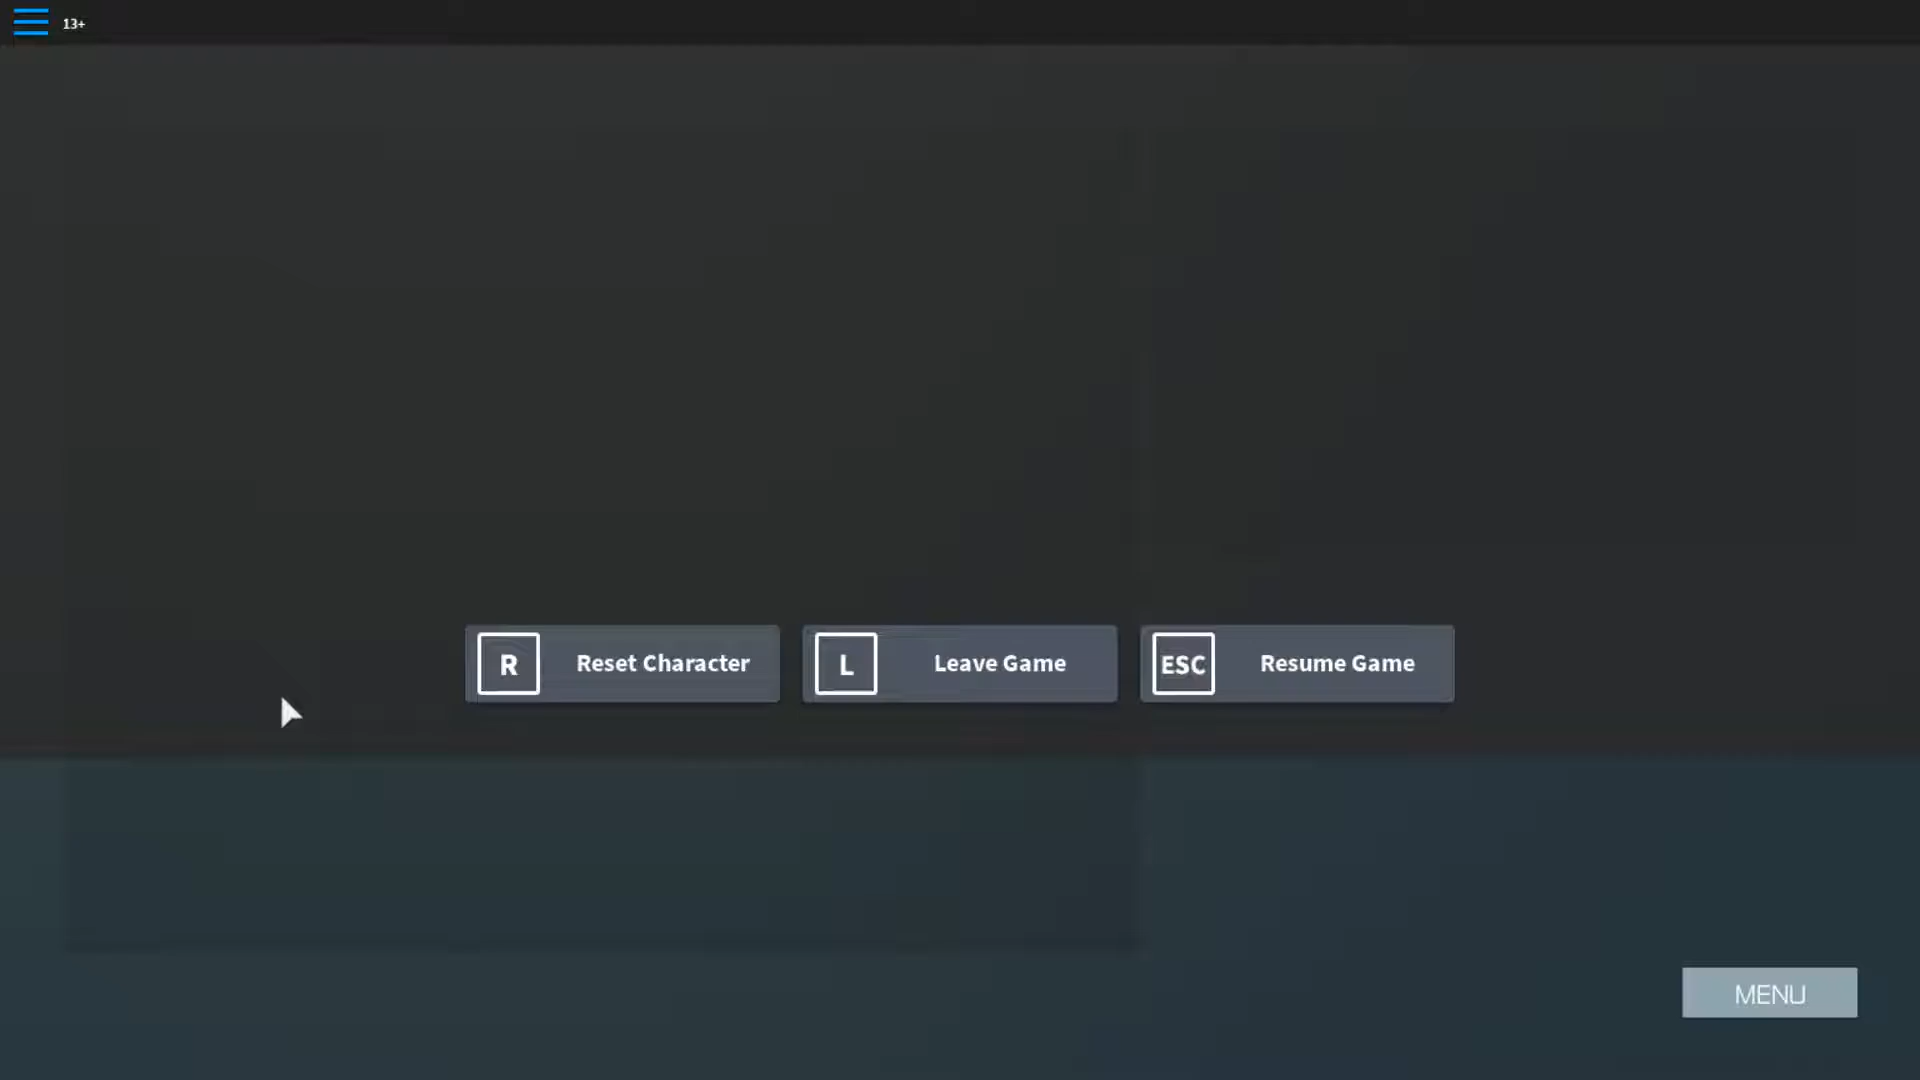 13+
R Reset Character
L Leave Game
ESC Resume Game
MENU